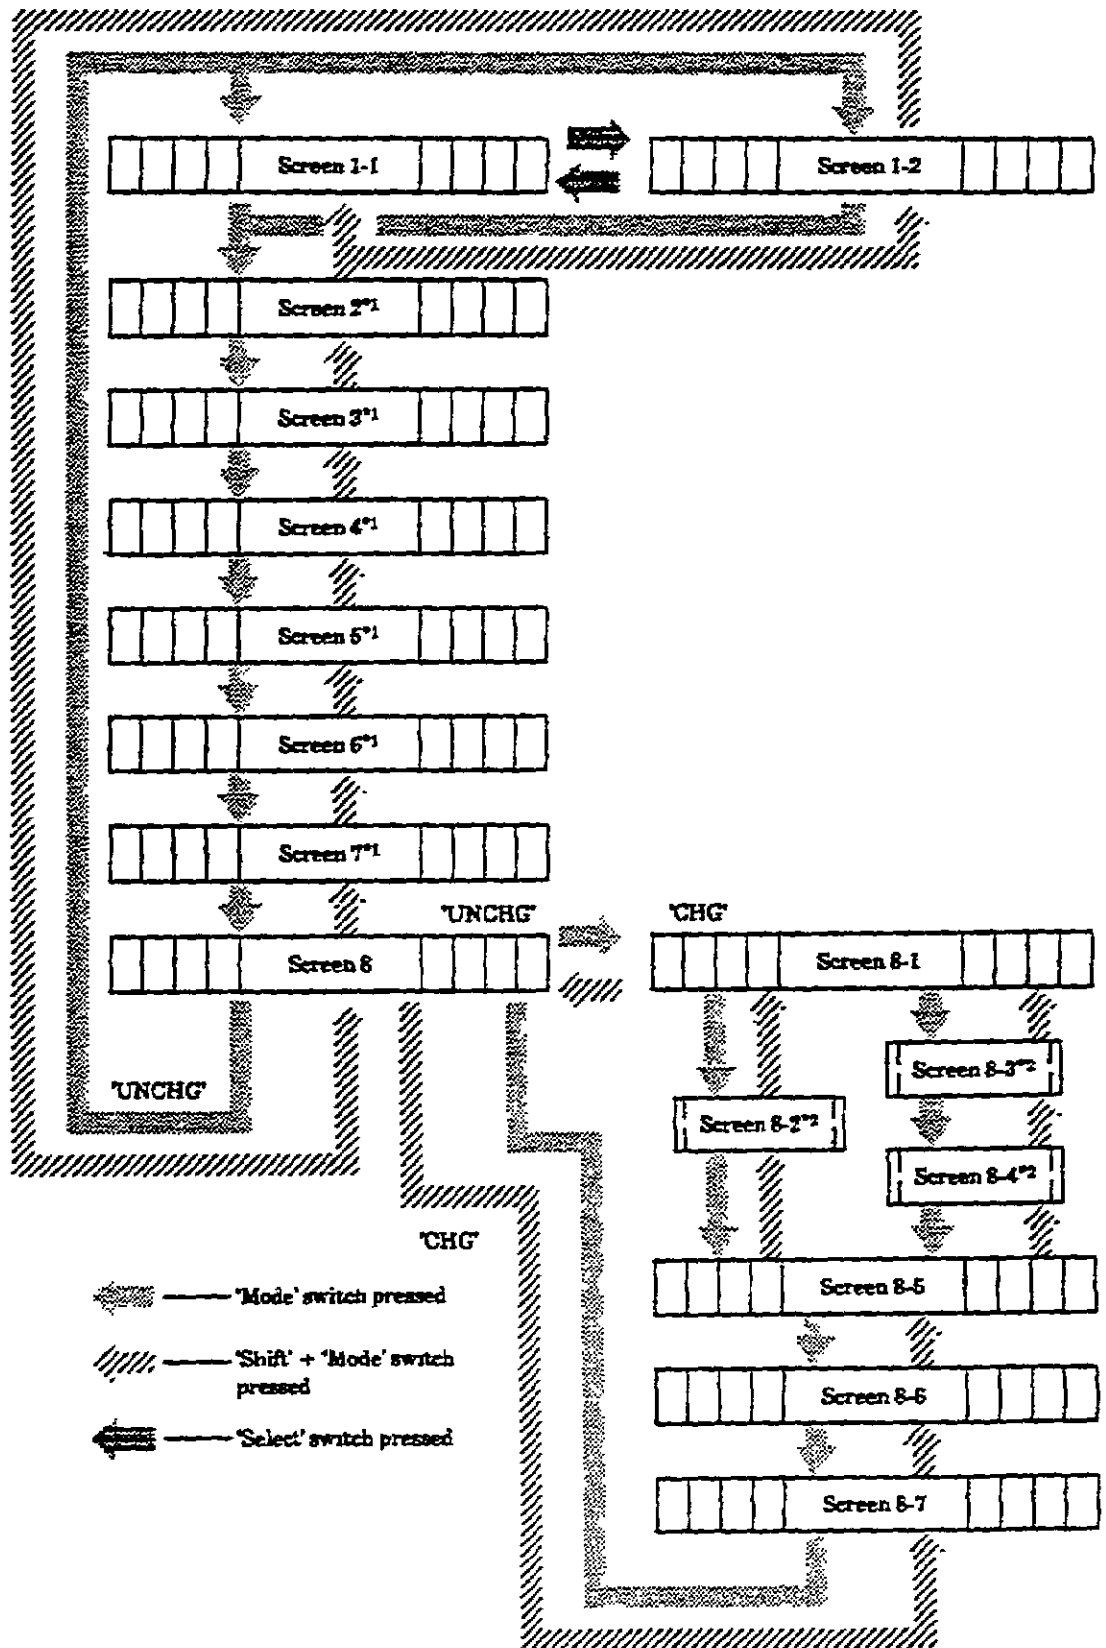 Screen 1-1
Screen 1-2
Screen 2*1
Screen 3*1
Screen 4*1
Screen 5*1
Screen 6*1
Screen 7*1
'UNCHG'
'CHG'
Screen 8
Screen 8-1
Screen 8-3*2
'UNCHG'
Screen 8-2*2
Screen 8-4*2
'CHG'
Screen 8-5
'Mode' switch pressed
'Shift' + 'Mode' switch
pressed
Screen 8-6
'Select' switch pressed
Screen 8-7